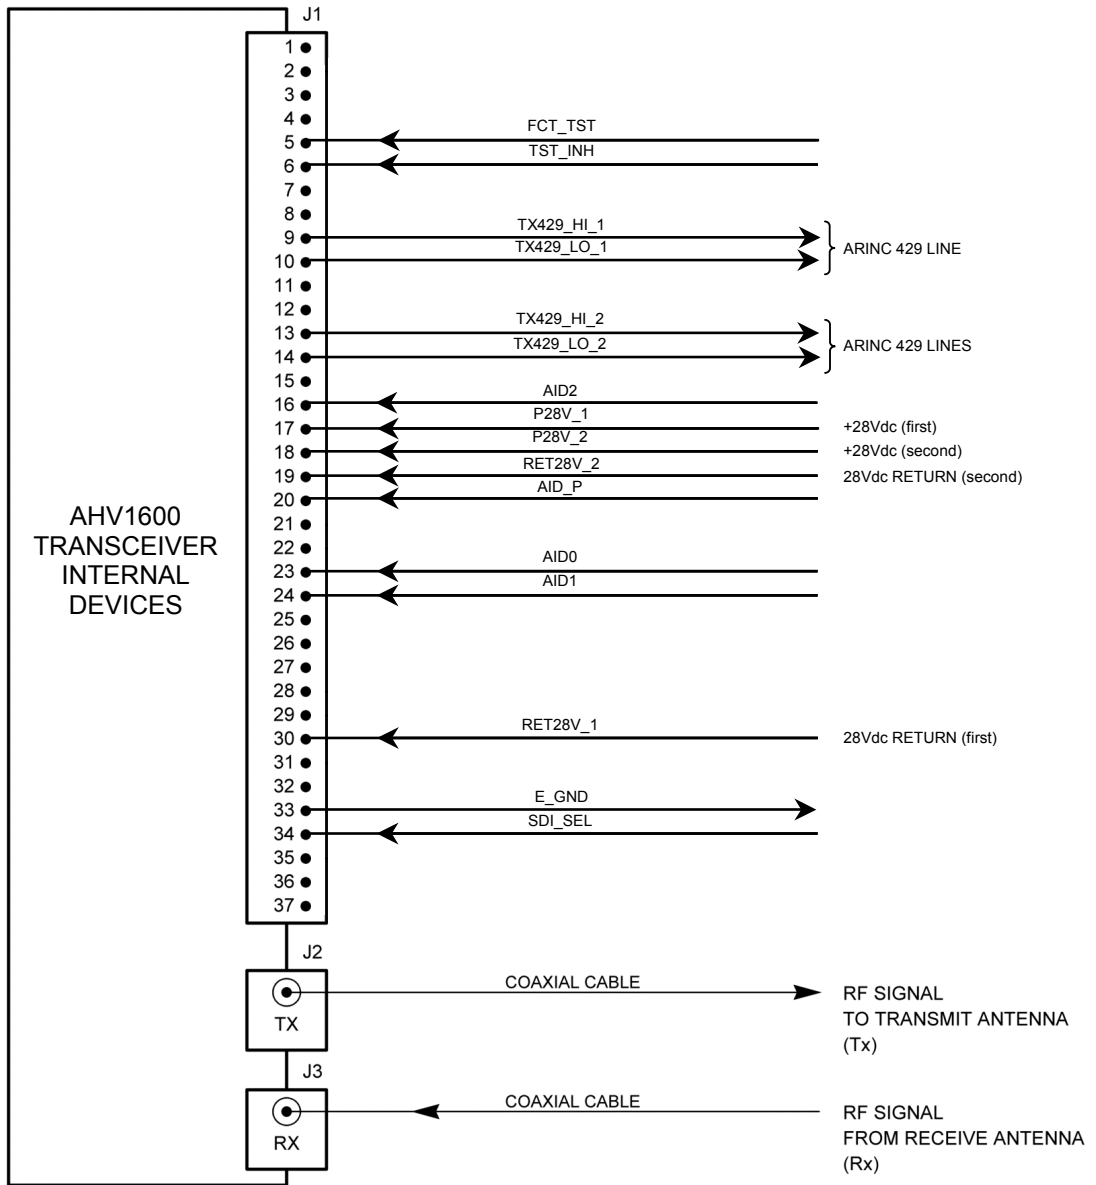 J1
1
2
3
4
5 FCT_TST
6 TST_INH
7
8
9 TX429_HI_1
10 TX429_LO_1
ARINC 429 LINE
11
12
13 TX429_HI_2
14 TX429_LO_2
ARINC 429 LINES
15
16 AID2
17 P28V_1 +28Vdc (first)
18 P28V_2 +28Vdc (second)
19 RET28V_2 28Vdc RETURN (second)
20 AID_P
21
22
23 AID0
24 AID1
25
26
27
28
29
30 RET28V_1 28Vdc RETURN (first)
31
32
33 E_GND
34 SDI_SEL
35
36
37
AHV1600
TRANSCEIVER
INTERNAL
DEVICES
J2
TX
COAXIAL CABLE
RF SIGNAL
TO TRANSMIT ANTENNA
(Tx)
J3
RX
COAXIAL CABLE
RF SIGNAL
FROM RECEIVE ANTENNA
(Rx)